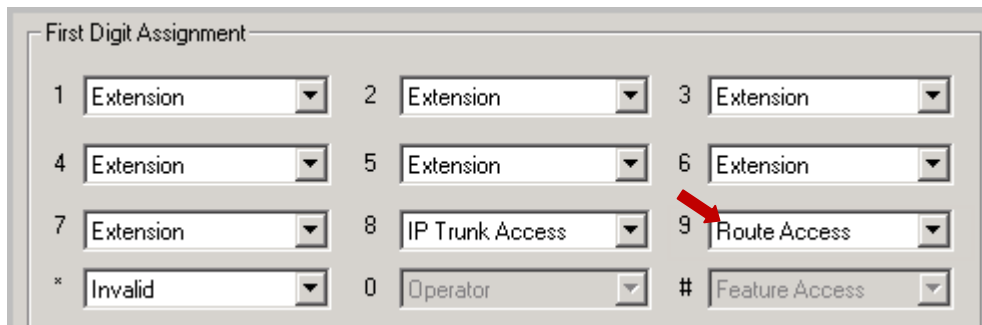 First Digit Assignment
1 Extension 2 Extension 3 Extension
4 Extension 5 Extension 6 Extension
7 Extension 8 IP Trunk Access 9 Route Access
* Invalid 0 Operator # Feature Access